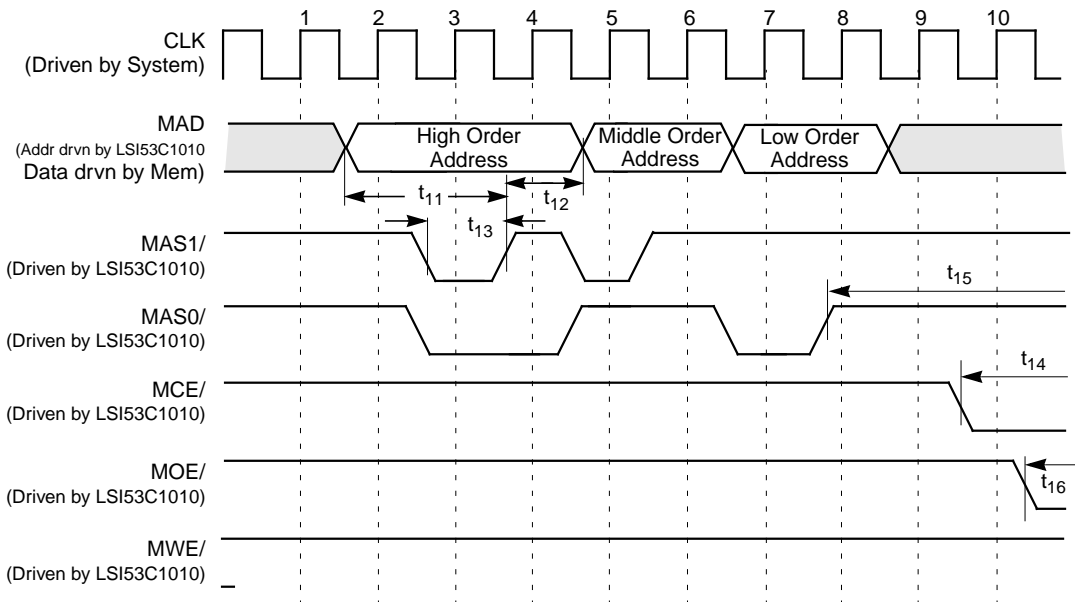 1 2 3 4 5 6 7 8 9 10
CLK
(Driven by System)
MAD
(Addr drvn by LSI53C1010
Data drvn by Mem)
High Order
Address
Middle Order
Address
Low Order
Address
t11
t12
t13
MAS1/
(Driven by LSI53C1010)
t15
MAS0/
(Driven by LSI53C1010)
t14
MCE/
(Driven by LSI53C1010)
MOE/
(Driven by LSI53C1010)
t16
MWE/
(Driven by LSI53C1010)